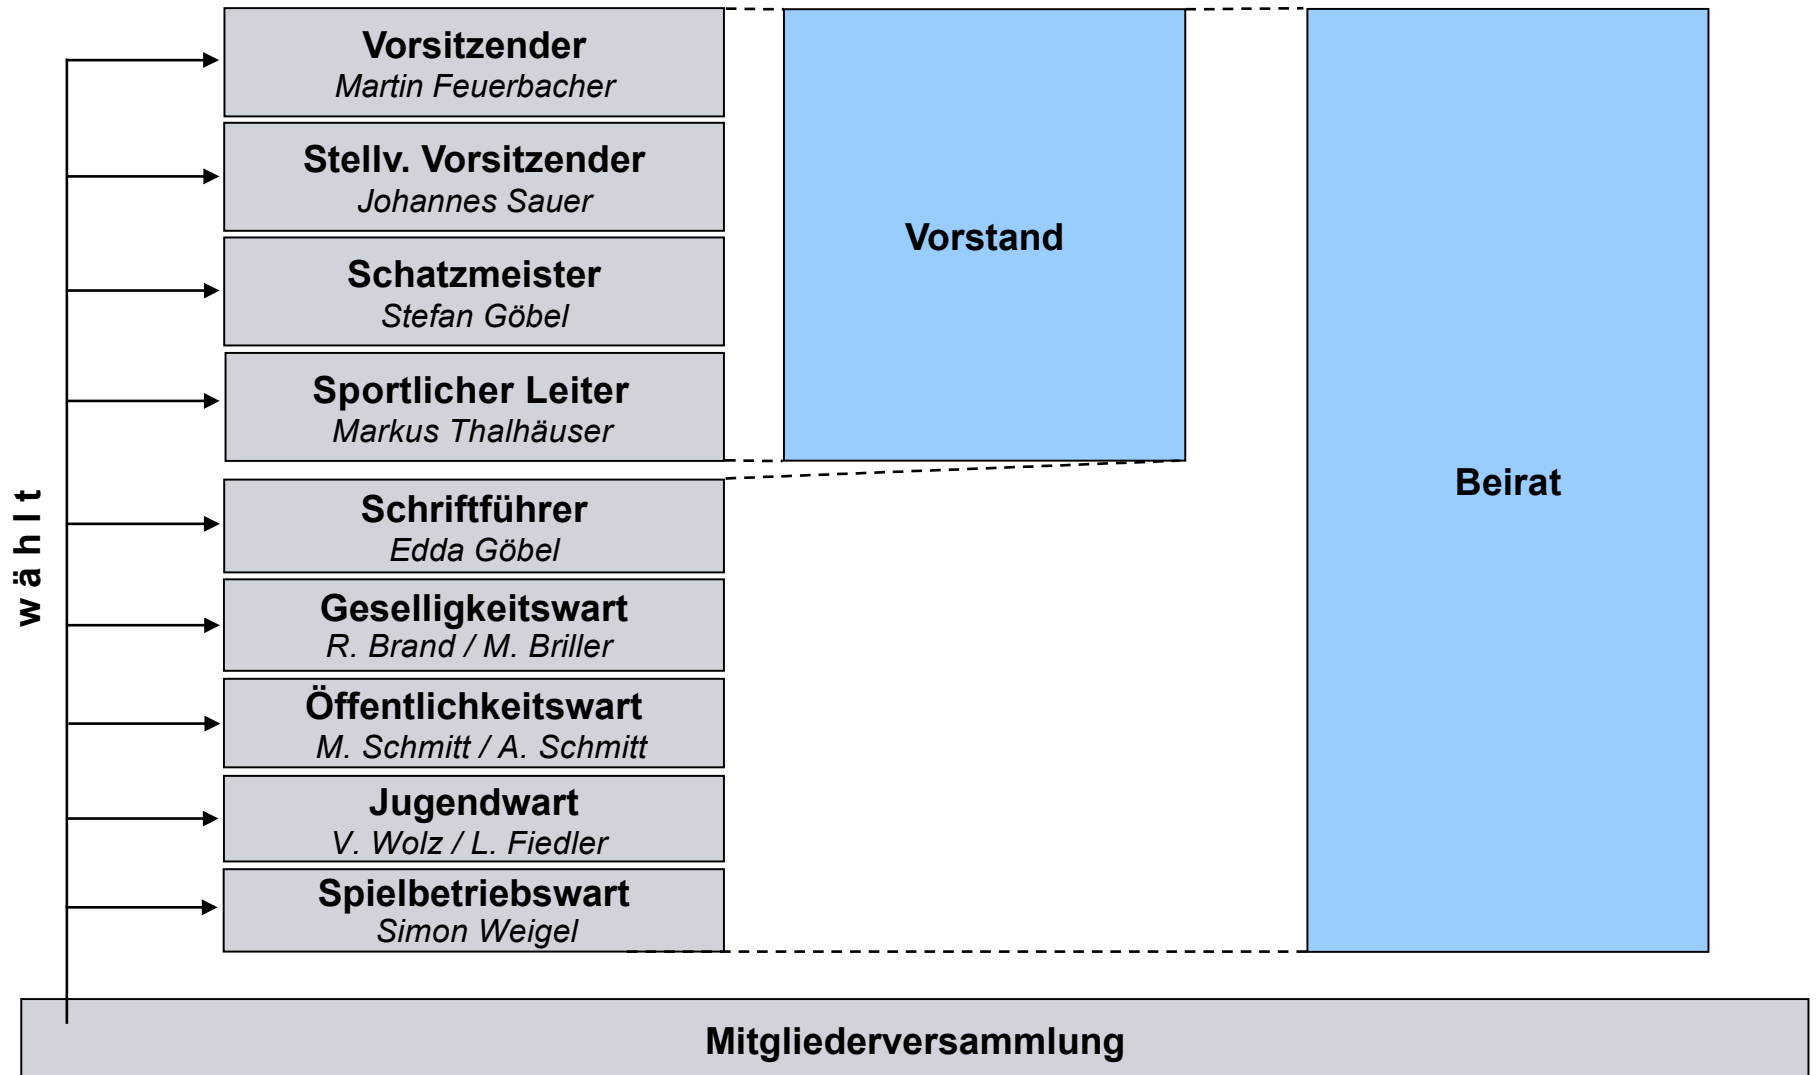 Vorsitzender
Martin Feuerbacher
Stellv. Vorsitzender
Johannes Sauer
Schatzmeister
Stefan Göbel
Sportlicher Leiter
Markus Thalhäuser
Schriftführer
Edda Göbel
Geselligkeitswart
R. Brand / M. Briller
Öffentlichkeitswart
M. Schmitt / A. Schmitt
Jugendwart
V. Wolz / L. Fiedler
Spielbetriebswart
Simon Weigel
Vorstand
Beirat
wählt
Mitgliederversammlung